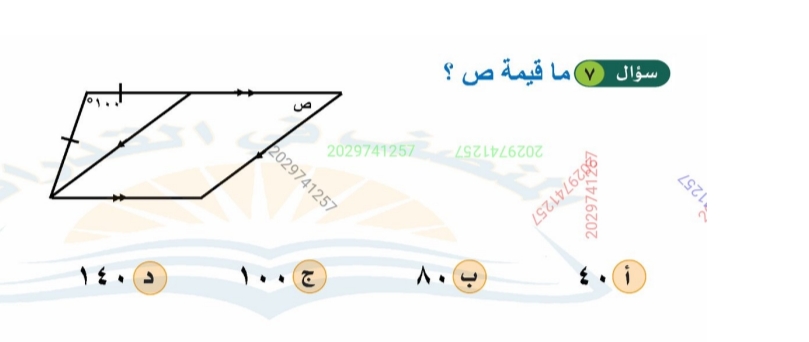 سؤال ٧ ما قيمة ص ؟
١٠٠°
ص
2029741257
2029741257
2029741257
2029741257
2029741257
أ ٤٠
ب ٨٠
ج ١٠٠
د ١٤٠